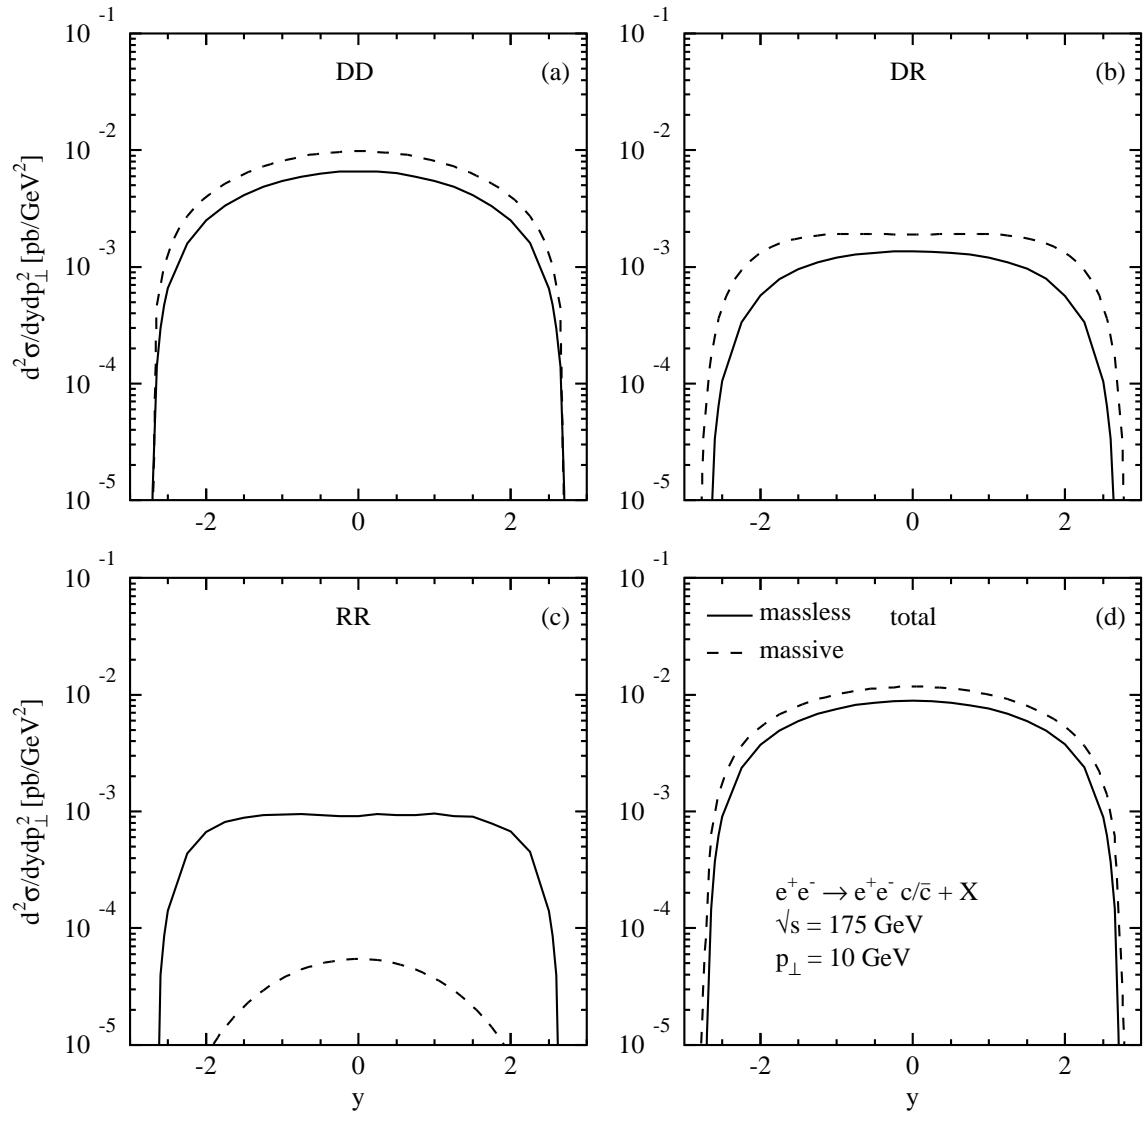 DD
(a)
d²σ/dydp⊥² [pb/GeV²]
10⁻¹
10⁻²
10⁻³
10⁻⁴
10⁻⁵
-2 0 2
DR
(b)
10⁻¹
10⁻²
10⁻³
10⁻⁴
10⁻⁵
-2 0 2
RR
(c)
d²σ/dydp⊥² [pb/GeV²]
10⁻¹
10⁻²
10⁻³
10⁻⁴
10⁻⁵
-2 0 2
y
massless
massive
total
(d)
10⁻¹
10⁻²
10⁻³
10⁻⁴
10⁻⁵
e⁺e⁻ → e⁺e⁻ c/c̄ + X
√s = 175 GeV
p⊥ = 10 GeV
-2 0 2
y